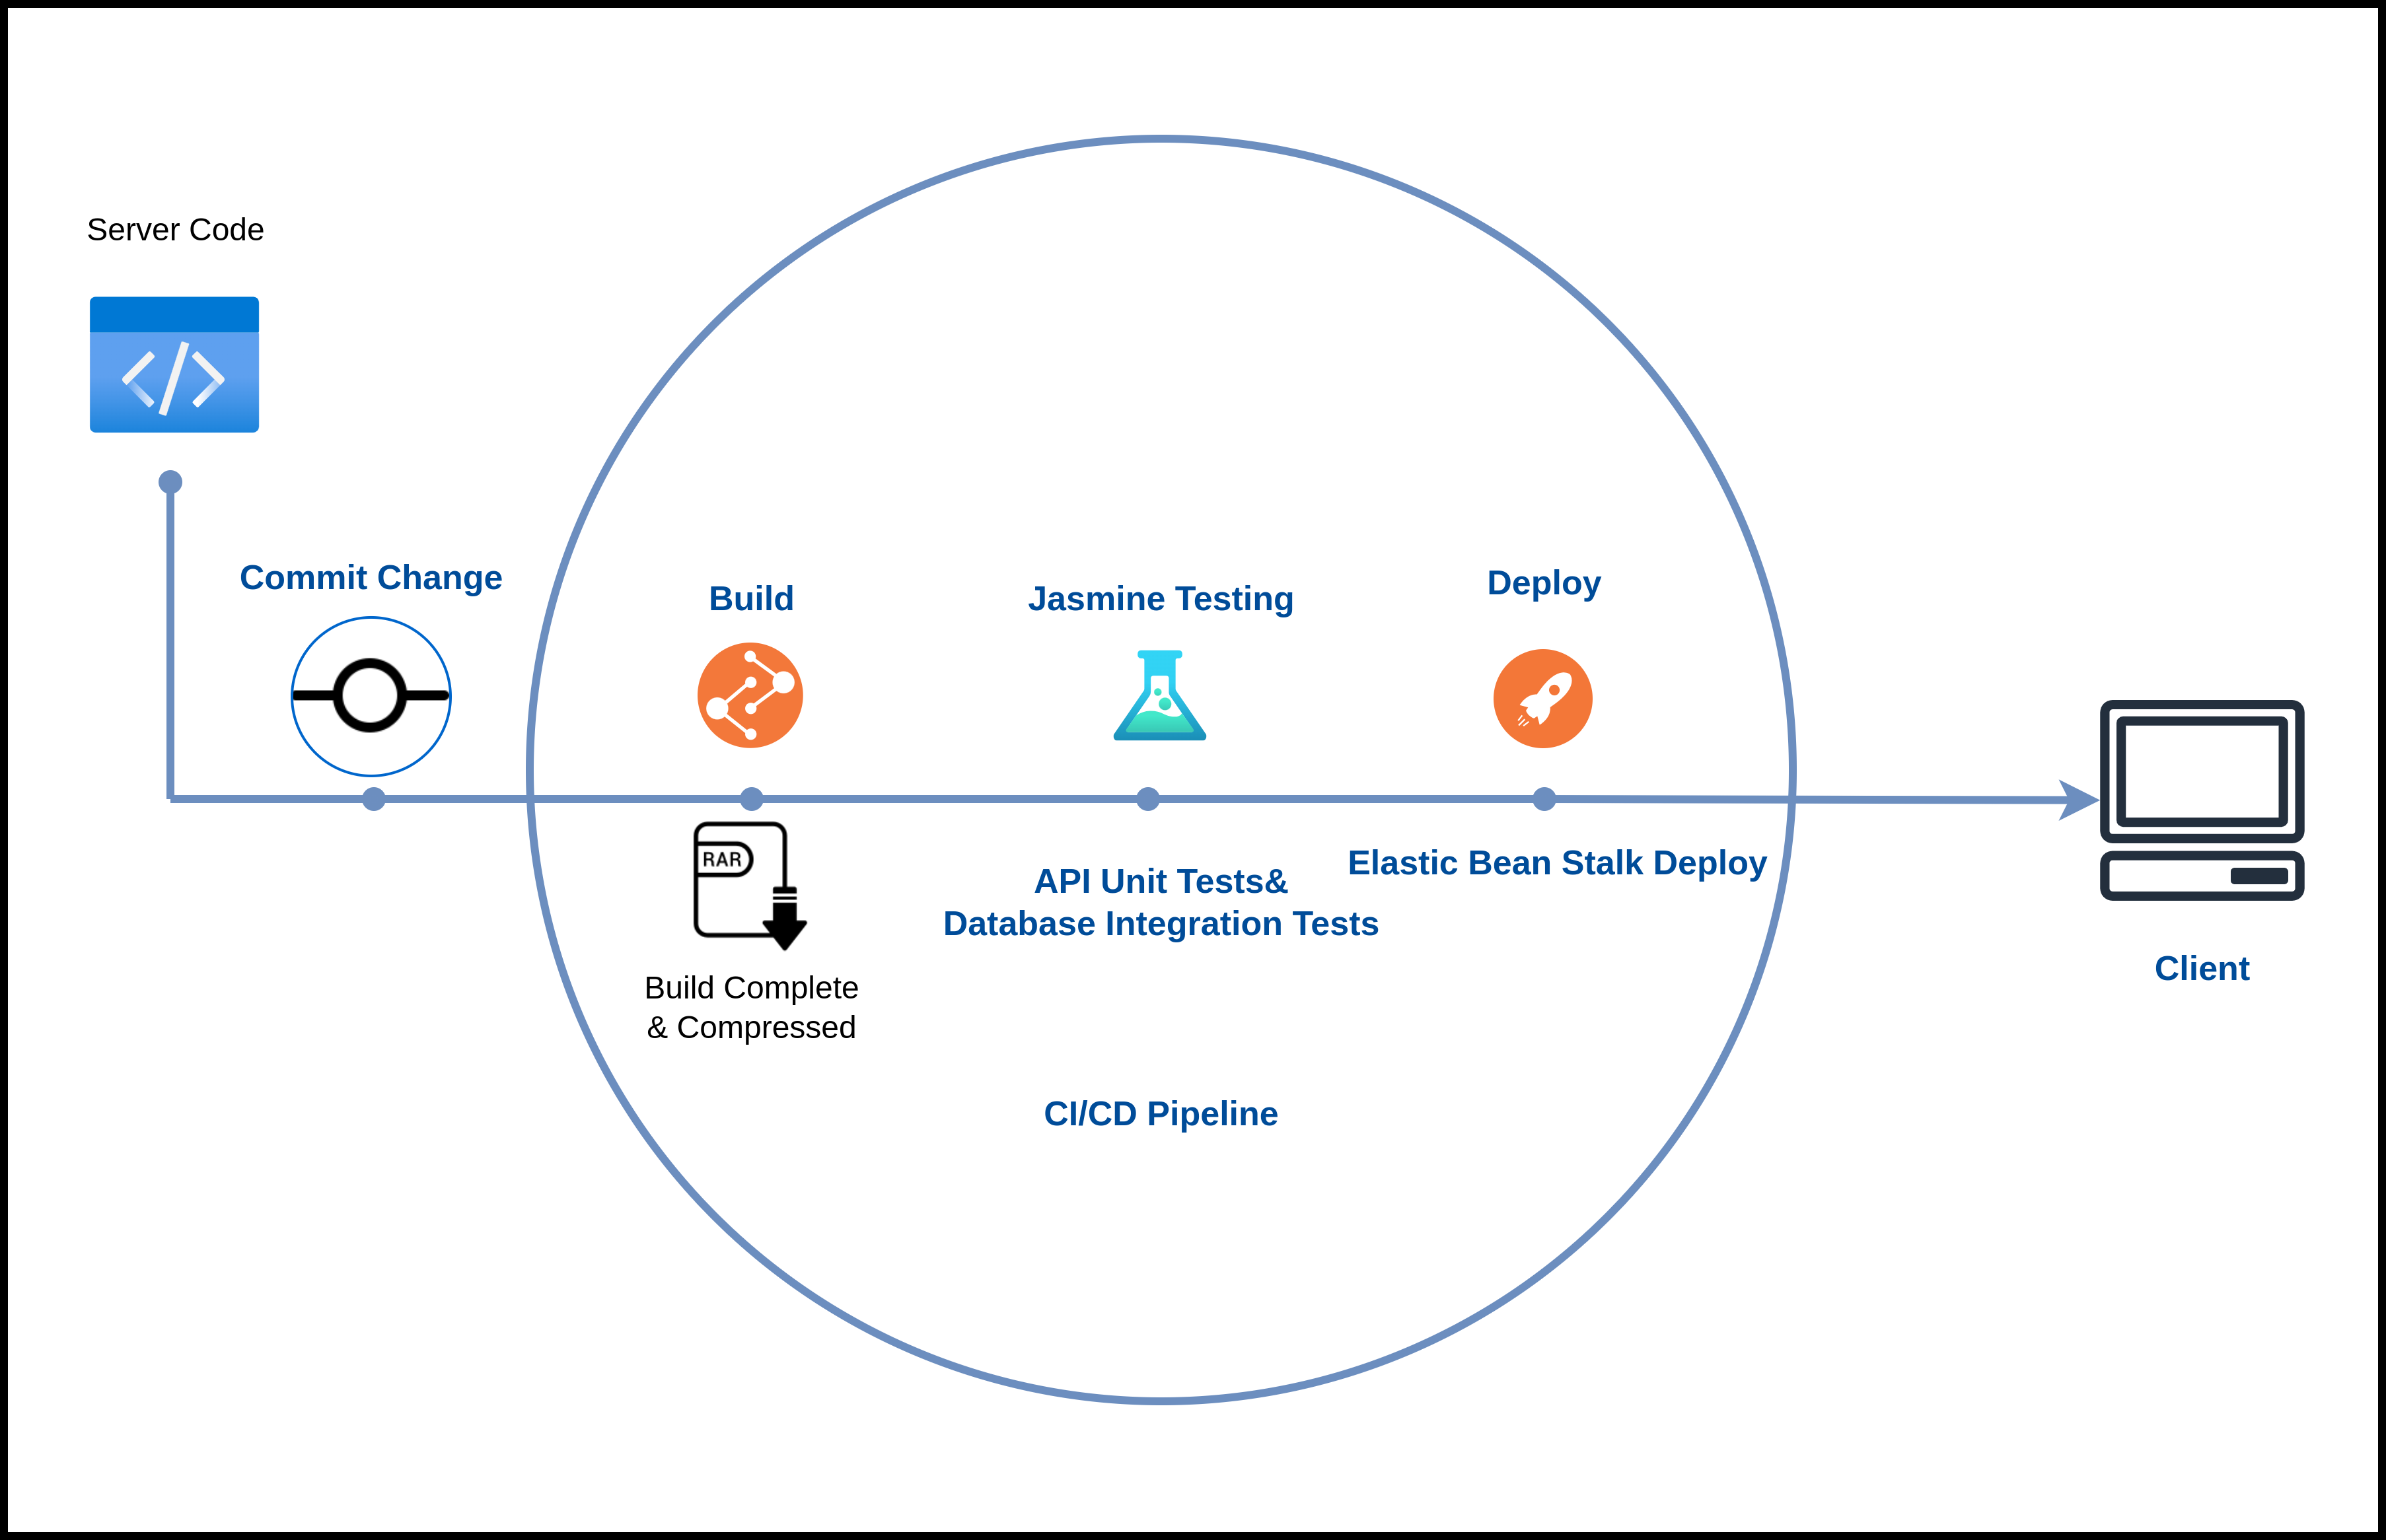 Server Code
Commit Change
Build
Jasmine Testing
Deploy
RAR
Build Complete
& Compressed
API Unit Tests&
Database Integration Tests
Elastic Bean Stalk Deploy
Client
CI/CD Pipeline